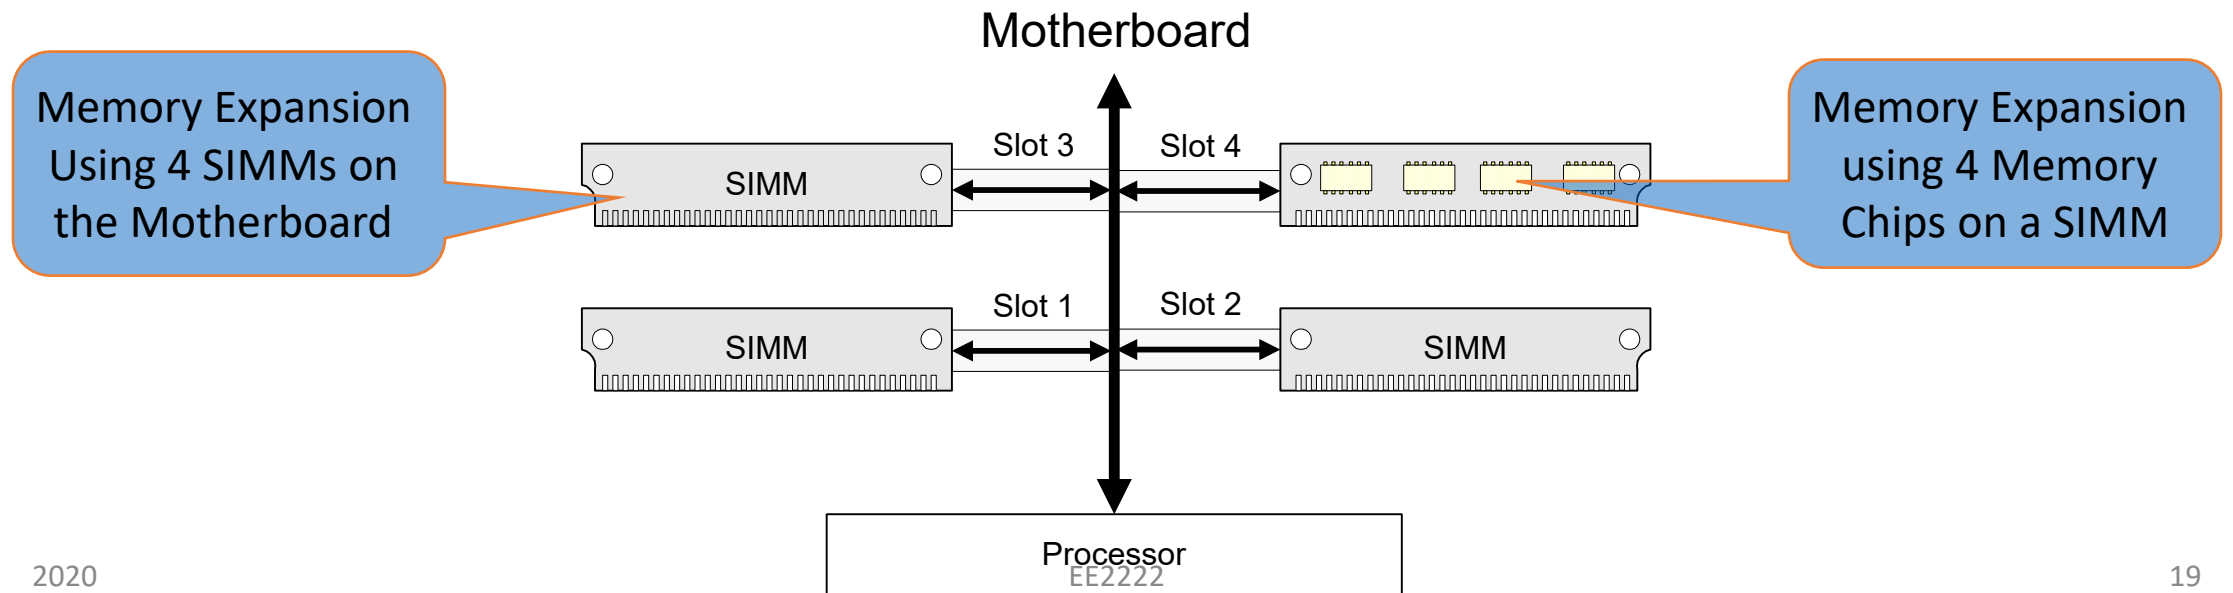 Motherboard
Memory Expansion
Using 4 SIMMs on
the Motherboard
Slot 3
Slot 4
SIMM
Memory Expansion
using 4 Memory
Chips on a SIMM
Slot 1
Slot 2
SIMM
SIMM
Processor
2020
EE2222
19